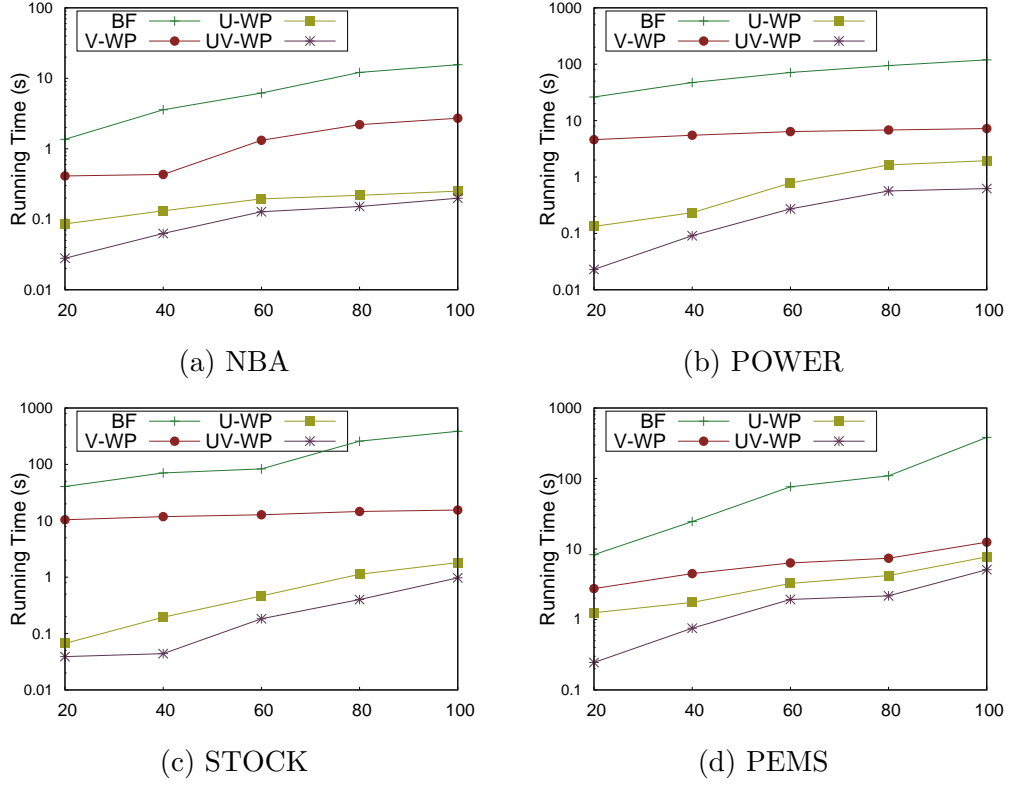 100
10
1
0.1
0.01
Running Time (s)
BF
U-WP
V-WP
UV-WP
20 40 60 80 100
(a) NBA
1000
100
10
1
0.1
0.01
Running Time (s)
BF
U-WP
V-WP
UV-WP
20 40 60 80 100
(b) POWER
1000
100
10
1
0.1
0.01
Running Time (s)
BF
U-WP
V-WP
UV-WP
20 40 60 80 100
(c) STOCK
1000
100
10
1
0.1
Running Time (s)
BF
U-WP
V-WP
UV-WP
20 40 60 80 100
(d) PEMS